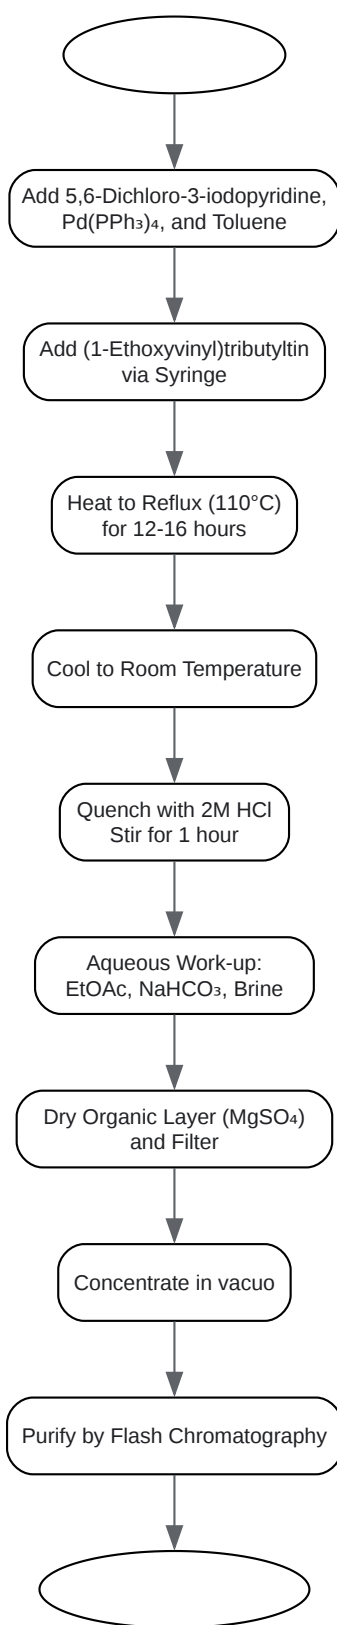 Add 5,6-Dichloro-3-iodopyridine,
Pd(PPh₃)₄, and Toluene
Add (1-Ethoxyvinyl)tributyltin
via Syringe
Heat to Reflux (110°C)
for 12-16 hours
Cool to Room Temperature
Quench with 2M HCl
Stir for 1 hour
Aqueous Work-up:
EtOAc, NaHCO₃, Brine
Dry Organic Layer (MgSO₄)
and Filter
Concentrate in vacuo
Purify by Flash Chromatography